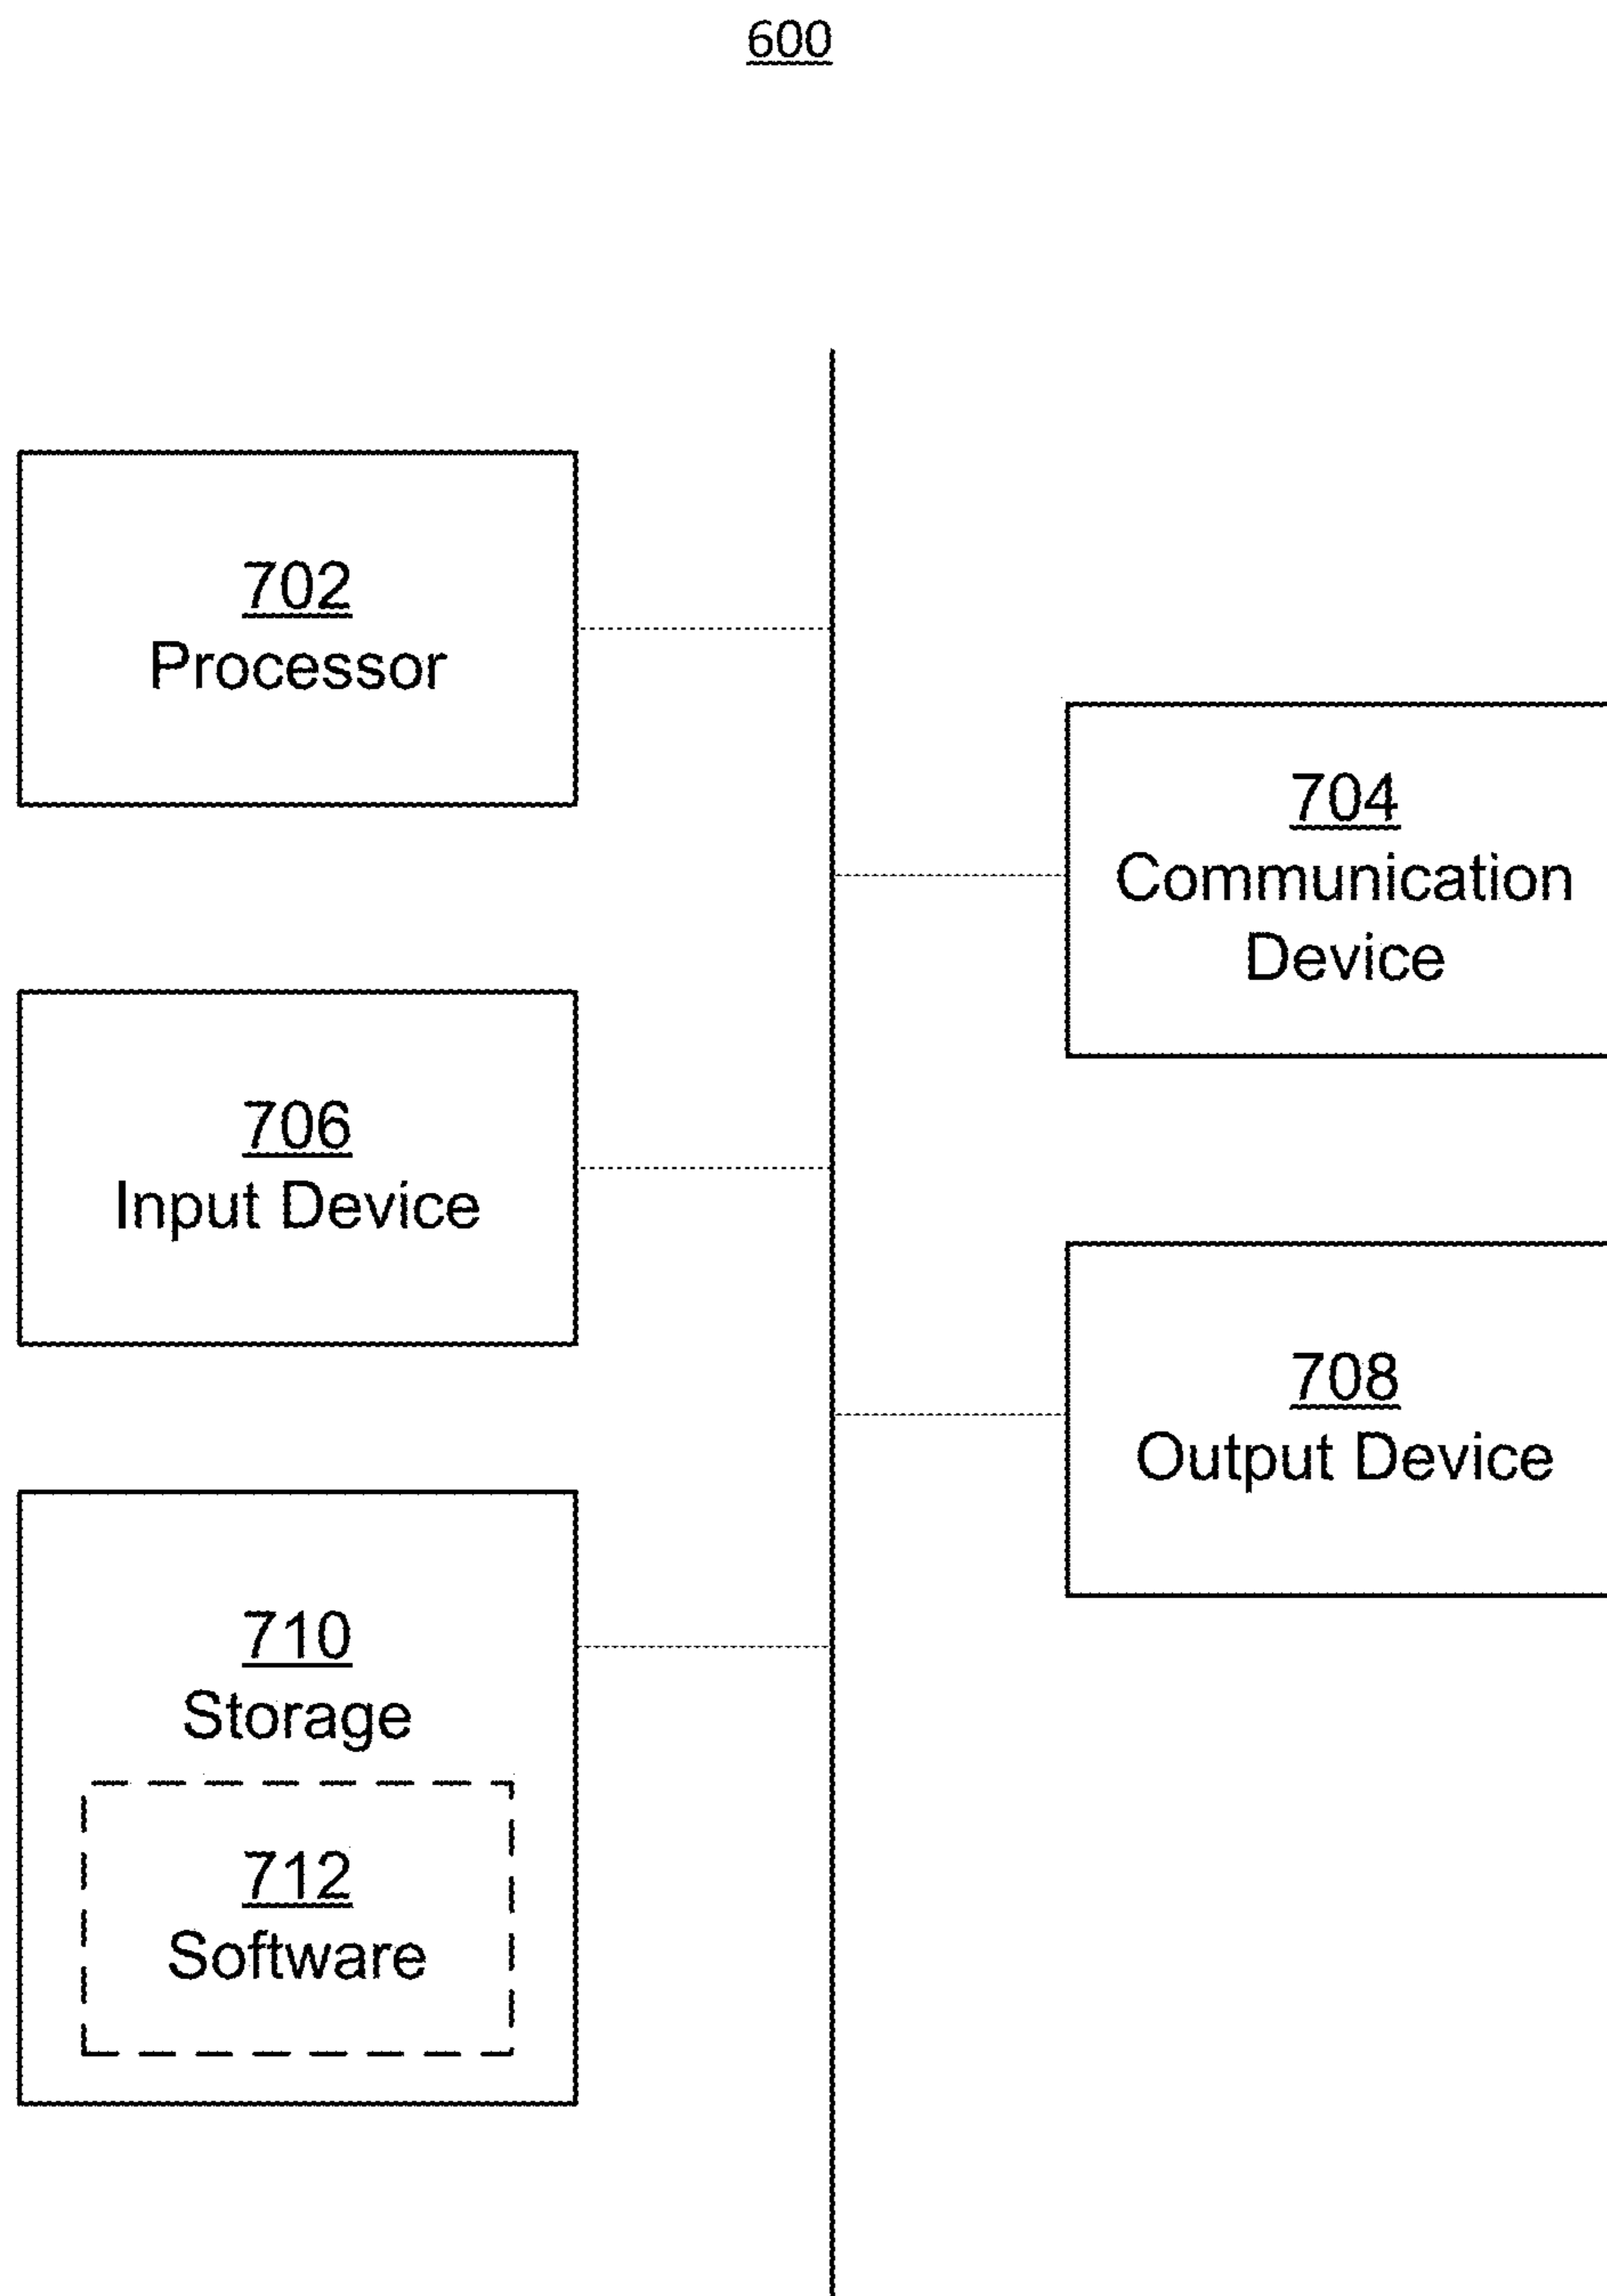 600
702
Processor
704
Communication
Device
706
Input Device
708
Output Device
710
Storage
712
Software